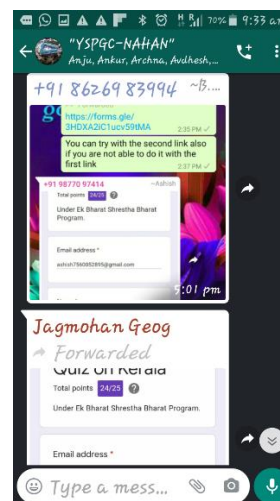 70% 9:33 am
"YSPGC-NAHAN"
Anju, Ankur, Archna, Avdhesh,...
+91 86269 83994 ~B....
https://forms.gle/
3HDXA2iC1ucv59tMA
2:35 PM
You can try with the second link also
if you are not able to do it with the
first link
2:37 PM
+91 98770 97414 ~Ashish
Total points 24/25
Under Ek Bharat Shrestha Bharat
Program.
Email address *
ashish7560852855@gmail.com
5:01 pm
Jagmohan Geog
Forwarded
Quiz on Kerala
Total points 24/25
Under Ek Bharat Shrestha Bharat Program.
Email address *
Type a mess...